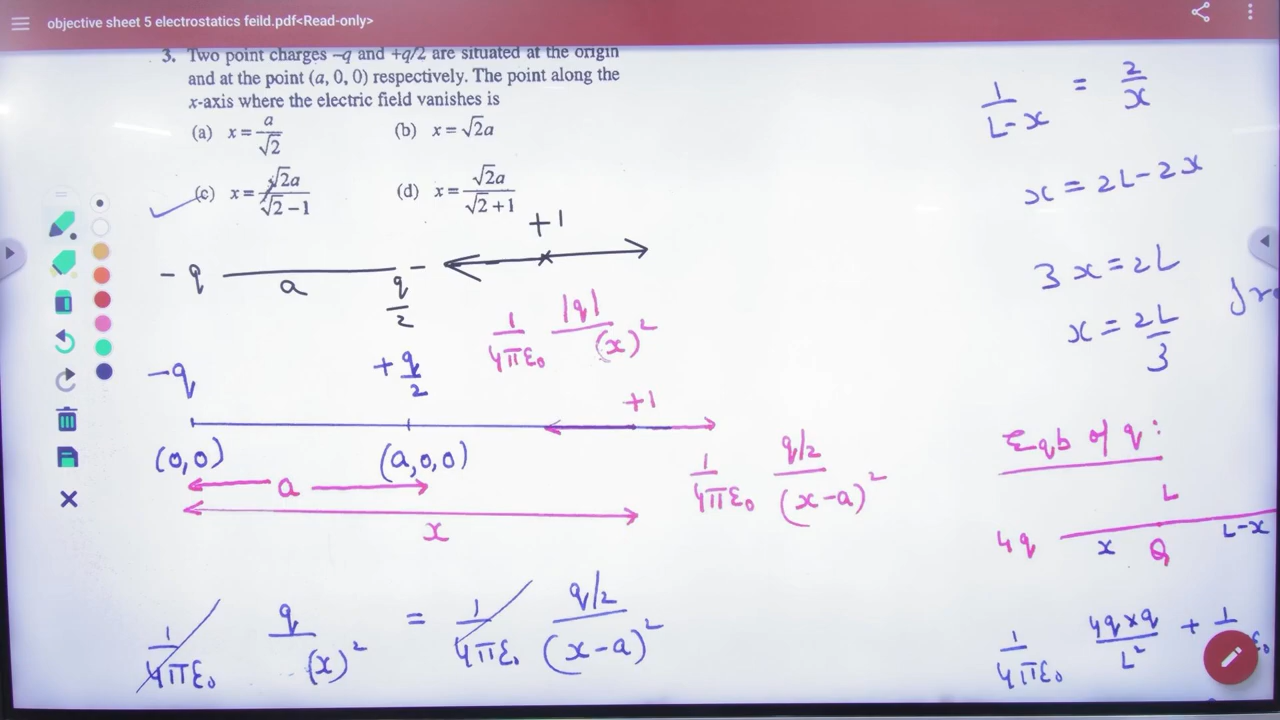 objective sheet 5 electrostatics feild.pdf<Read-only>
3. Two point charges –q and +q/2 are situated at the origin
and at the point (a, 0, 0) respectively. The point along the
x-axis where the electric field vanishes is
(a) x = a/√2 (b) x = √2a
(c) x = √2a/√2 – 1 (d) x = √2a/√2 + 1
+1
- q a q/2
1/4πε₀ |q|/(x)²
-q +q/2
+1
(0,0) (a,0,0)
a
x
1/4πε₀ q/2/(x-a)²
1/4πε₀ q/(x)² = 1/4πε₀ q/2/(x-a)²
1/L-x = 2/x
x = 2L-2x
3x = 2L
x = 2L/3
Eqb of q:
L
4q x Q L-x
1/4πε₀ 4q×q/L² + 1